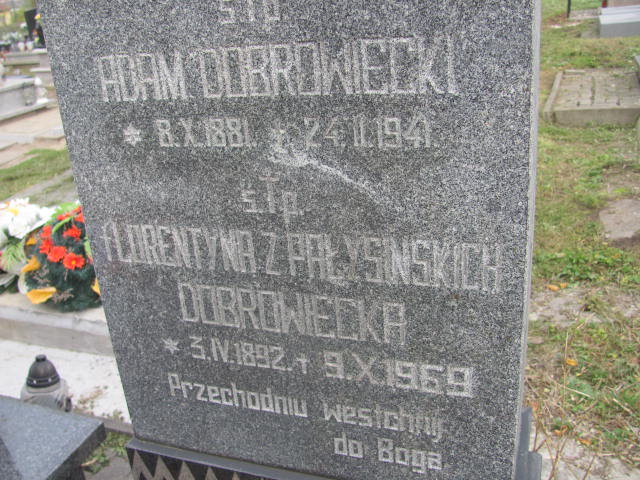 Ś.†P.
ADAM DOBROWIECKI
* 8.X.1881. † 24.II.1941.
ś.†p.
FLORENTYNA Z PAŁYSIŃSKICH
DOBROWIECKA
* 3.IV.1892. † 9.X.1969
Przechodniu westchnij
do Boga